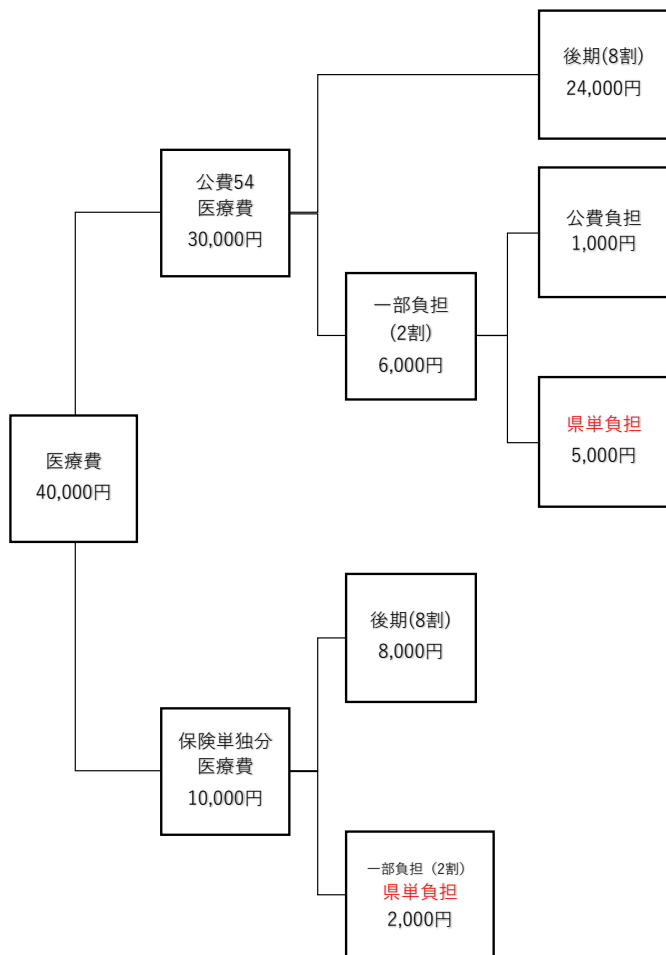 後期(8割)
24,000円
公費54
医療費
30,000円
公費負担
1,000円
一部負担
(2割)
6,000円
県単負担
5,000円
医療費
40,000円
後期(8割)
8,000円
保険単独分
医療費
10,000円
一部負担（2割）
県単負担
2,000円